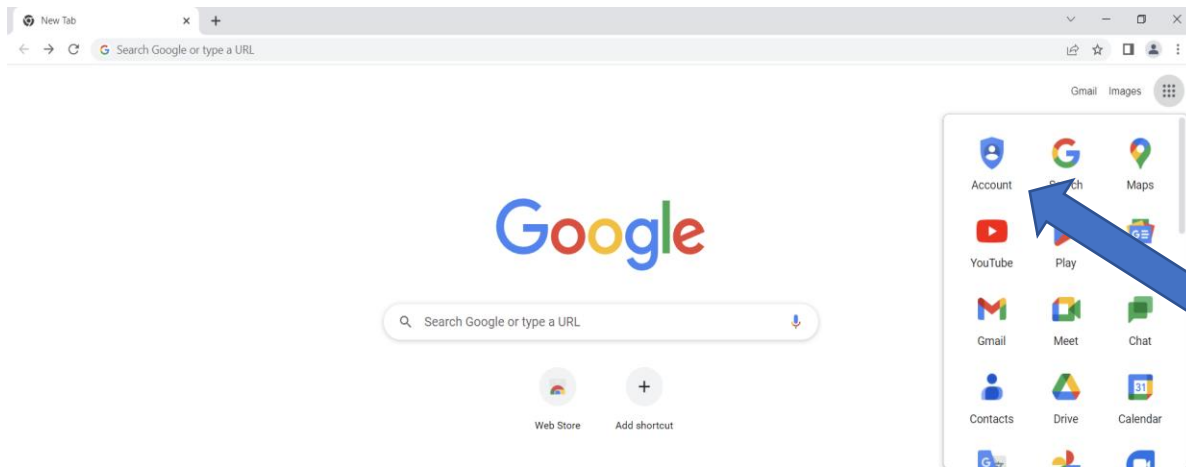 New Tab
Search Google or type a URL
Gmail Images
Google
Search Google or type a URL
Web Store Add shortcut
Account Maps
YouTube Play
Gmail Meet Chat
Contacts Drive Calendar
31